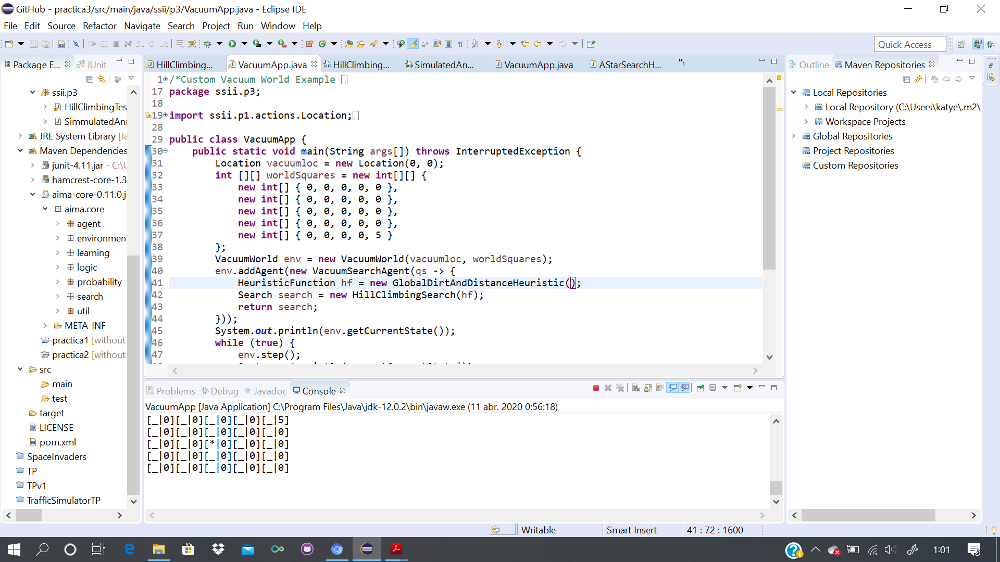 GitHub - practica3/src/main/java/ssii/p3/VacuumApp.java - Eclipse IDE
File Edit Source Refactor Navigate Search Project Run Window Help
Quick Access
Package E...
JUnit
ssii.p3
HillClimbingTes
SimmulatedAnn
JRE System Library [Ja
Maven Dependencies
junit-4.11.jar - C:\U
hamcrest-core-1.3
aima-core-0.11.0.j
aima.core
agent
environmen
learning
logic
probability
search
util
META-INF
practica1 [without
practica2 [without
src
main
test
target
LICENSE
pom.xml
SpaceInvaders
TP
TPv1
TrafficSimulatorTP
HillClimbing... VacuumApp.java HillClimbing... SimulatedAn... VacuumApp.java AStarSearchH... »1
1 /*Custom Vacuum World Example
17 package ssii.p3;
18
19 import ssii.p1.actions.Location;
28
29 public class VacuumApp {
30 public static void main(String args[]) throws InterruptedException {
31 Location vacuumloc = new Location(0, 0);
32 int [][] worldSquares = new int[][] {
33 new int[] { 0, 0, 0, 0, 0 },
34 new int[] { 0, 0, 0, 0, 0 },
35 new int[] { 0, 0, 0, 0, 0 },
36 new int[] { 0, 0, 0, 0, 0 },
37 new int[] { 0, 0, 0, 0, 5 }
38 };
39 VacuumWorld env = new VacuumWorld(vacuumloc, worldSquares);
40 env.addAgent(new VacuumSearchAgent(qs -> {
41 HeuristicFunction hf = new GlobalDirtAndDistanceHeuristic();
42 Search search = new HillClimbingSearch(hf);
43 return search;
44 }));
45 System.out.println(env.getCurrentState());
46 while (true) {
47 env.step();
Problems Debug Javadoc Console
VacuumApp [Java Application] C:\Program Files\Java\jdk-12.0.2\bin\javaw.exe (11 abr. 2020 0:56:18)
[_|0][_|0][_|0][_|0][_|5]
[_|0][_|0][_|0][_|0][_|0]
[_|0][_|0][*|0][_|0][_|0]
[_|0][_|0][_|0][_|0][_|0]
[_|0][_|0][_|0][_|0][_|0]
Outline Maven Repositories
Local Repositories
Local Repository (C:\Users\katye\.m2\
Workspace Projects
Global Repositories
Project Repositories
Custom Repositories
Writable Smart Insert 41 : 72 : 1600
1:01